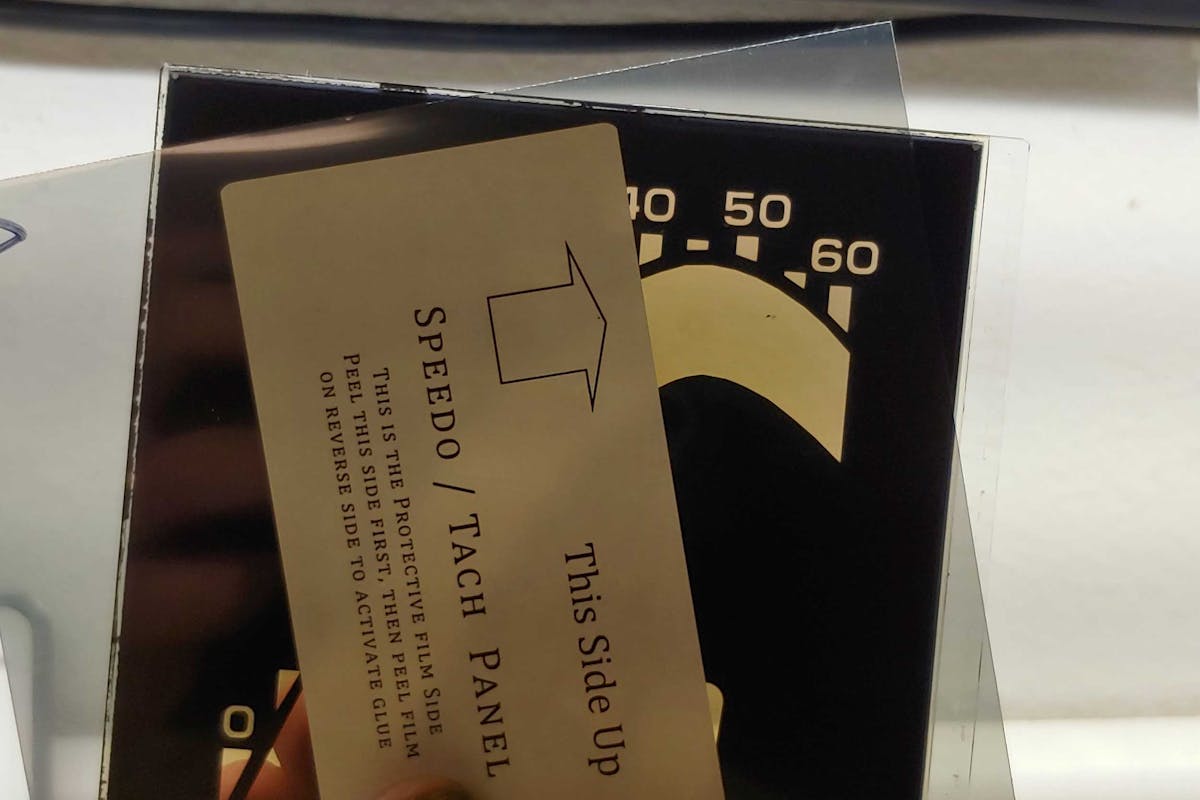 40
50
60
0
This Side Up
SPEEDO / TACH PANEL
THIS IS THE PROTECTIVE FILM SIDE
PEEL THIS SIDE FIRST, THEN PEEL FILM
ON REVERSE SIDE TO ACTIVATE GLUE